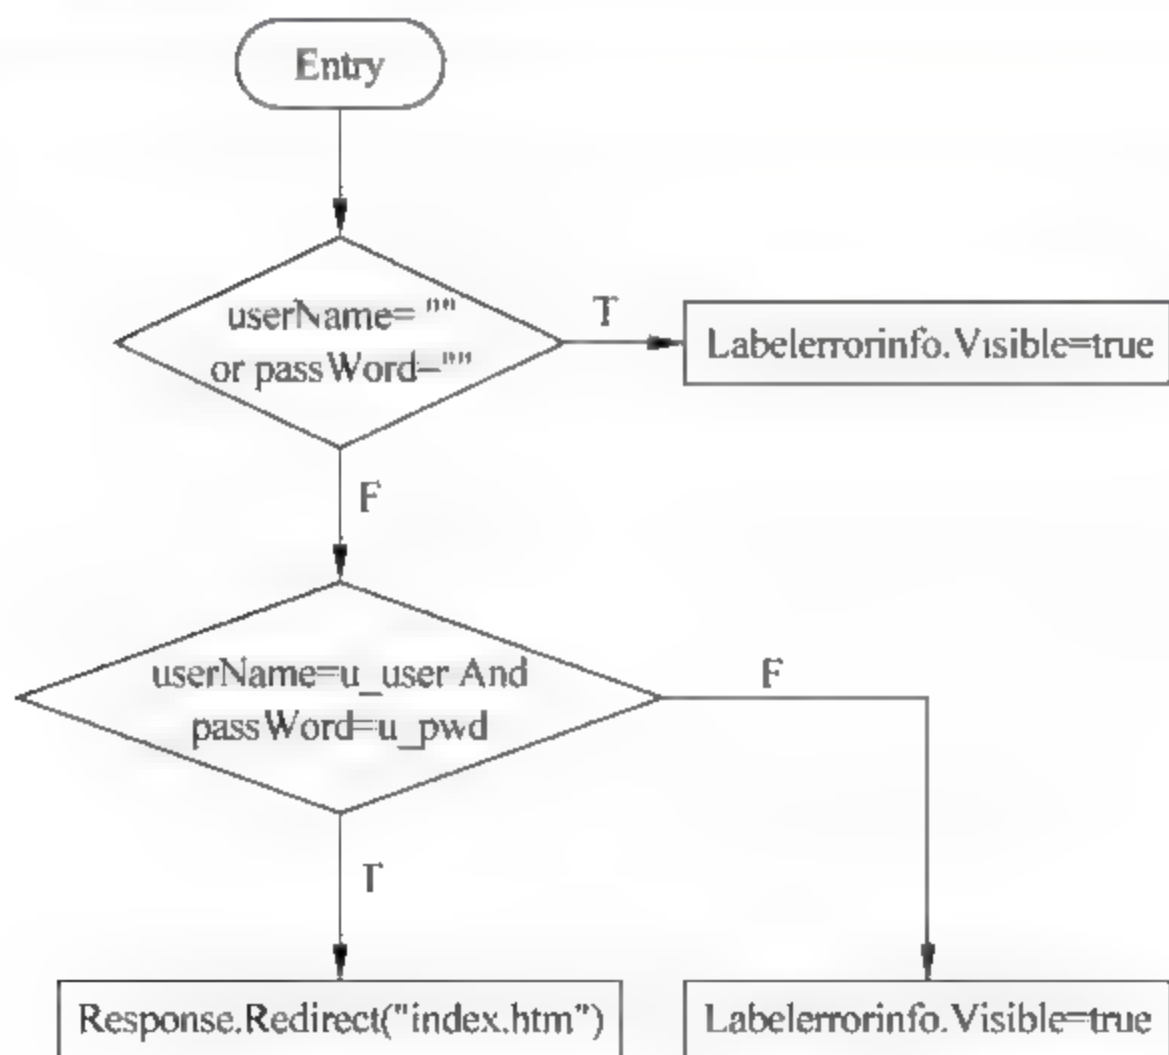 Entry
userName= ""
or passWord=""
T
Labelerrorinfo.Visible=true
F
userName=u_user And
passWord=u_pwd
F
T
Response.Redirect("index.htm")
Labelerrorinfo.Visible=true